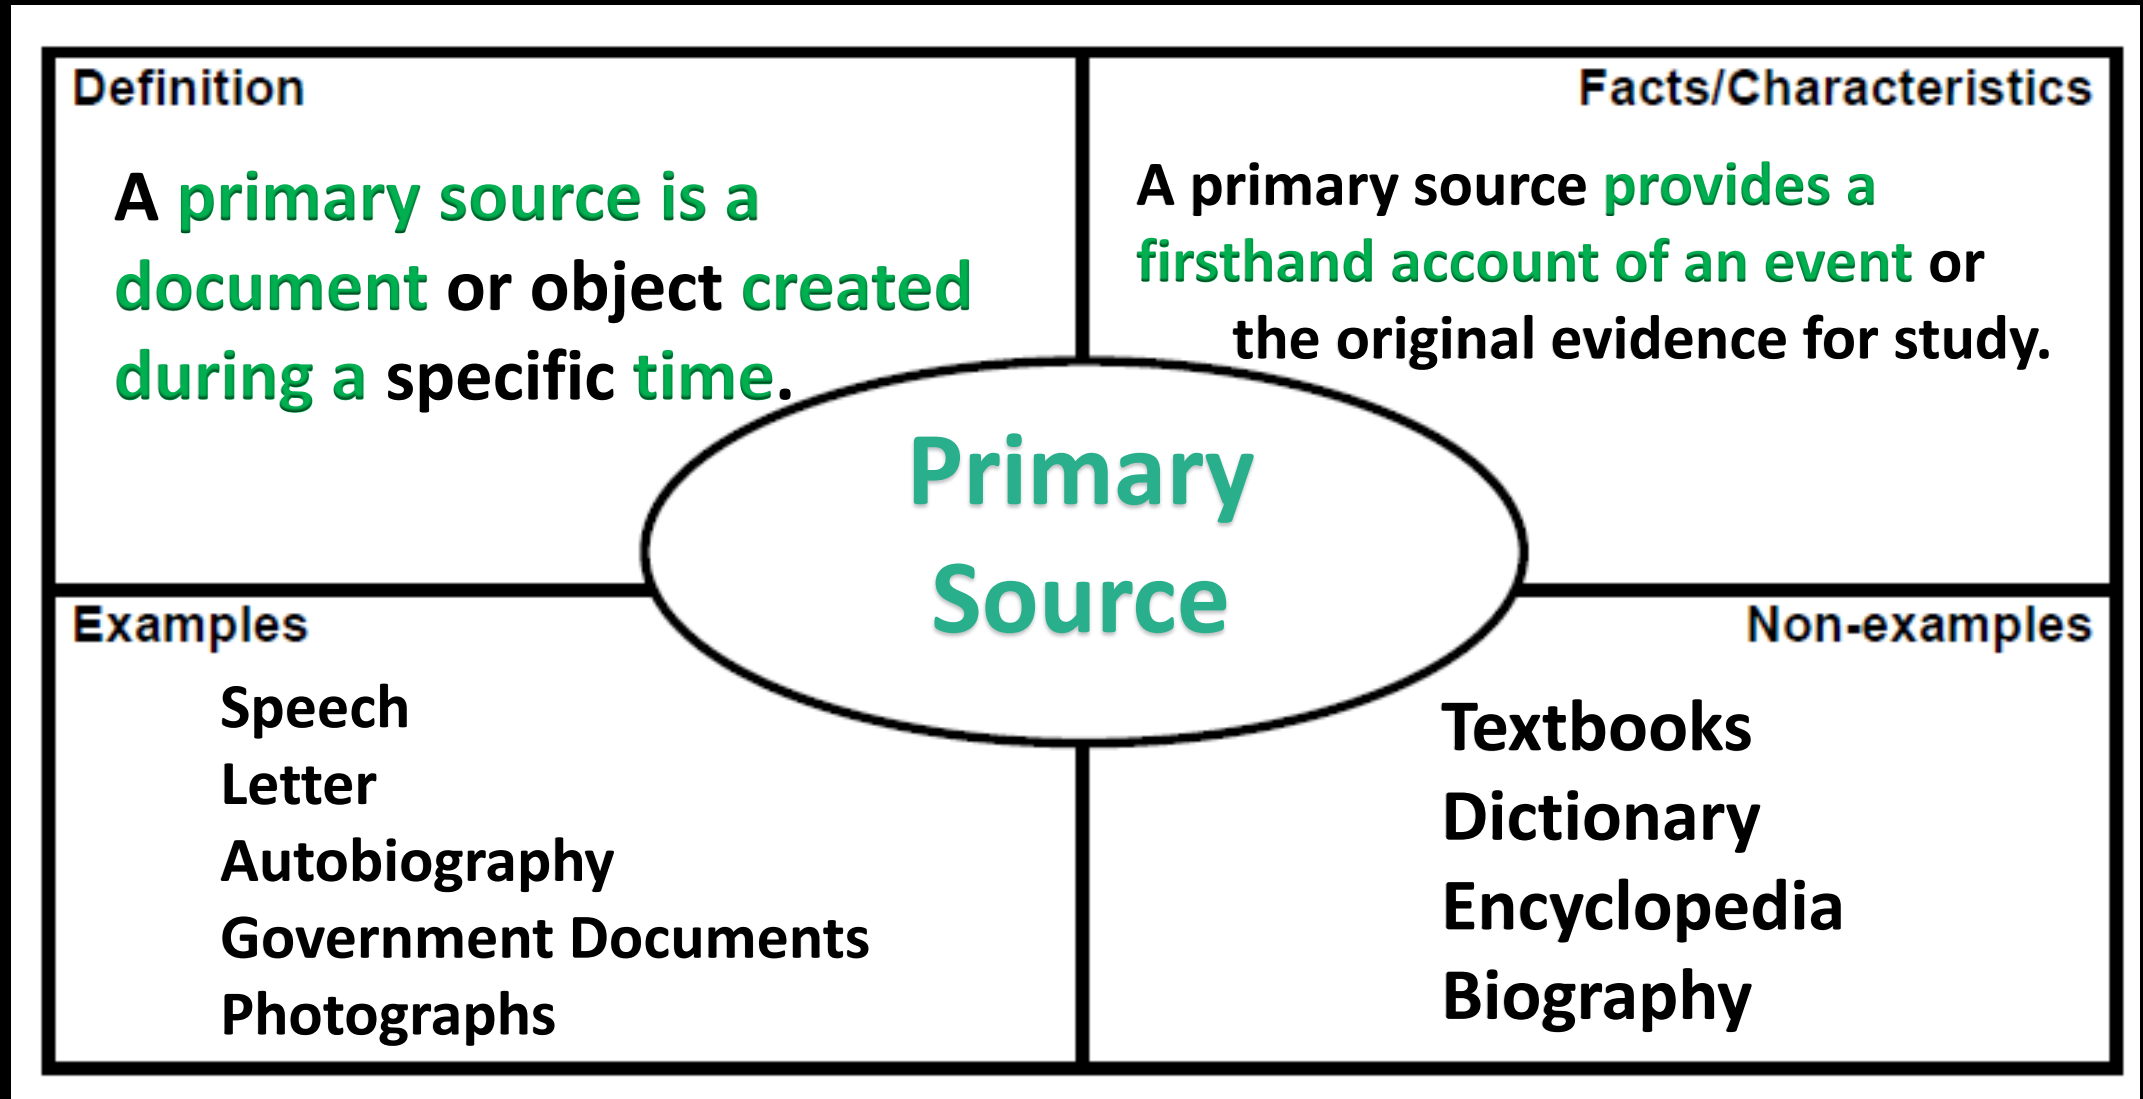 Definition
A primary source is a
document or object created
during a specific time.
Facts/Characteristics
A primary source provides a
firsthand account of an event or
the original evidence for study.
Primary
Source
Examples
Speech
Letter
Autobiography
Government Documents
Photographs
Non-examples
Textbooks
Dictionary
Encyclopedia
Biography